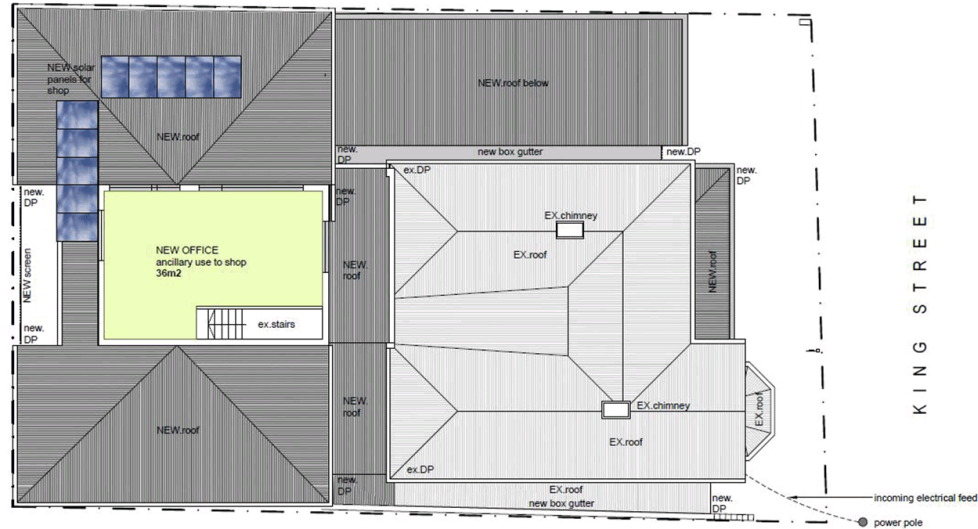 NEW.solar
panels for
shop
NEW.roof
NEW.roof below
new.
DP
new box gutter
new.DP
ex.DP
new.
DP
new.
DP
new.
DP
EX.chimney
EX.roof
NEW OFFICE
ancillary use to shop
36m2
NEW screen
NEW.
roof
NEW.roof
KING STREET
new.
DP
ex.stairs
NEW.roof
NEW.
roof
EX.chimney
EX.roof
EX.roof
ex.DP
new.
DP
EX.roof
new box gutter
new.
DP
incoming electrical feed
power pole